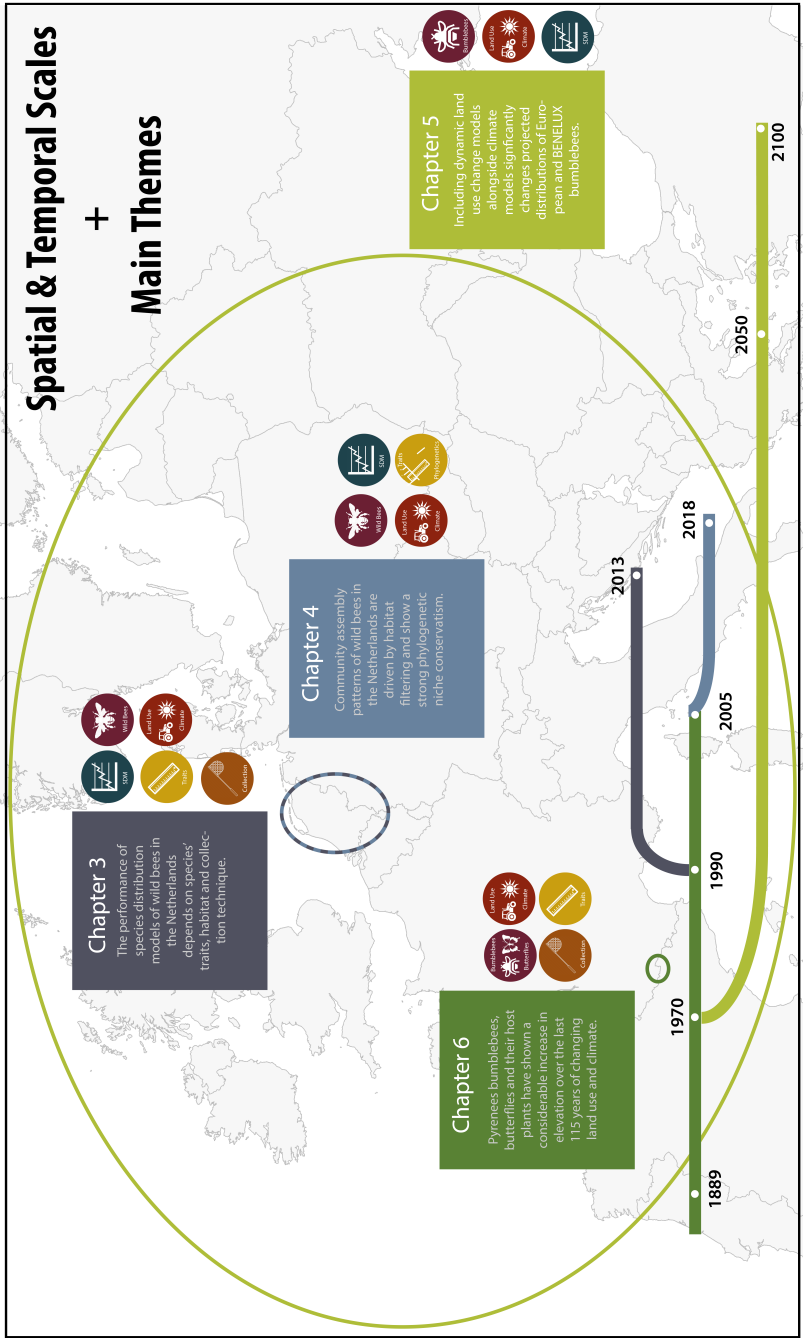 Spatial & Temporal Scales
+
Main Themes
Chapter 3
The performance of
species distribution
models of wild bees in
the Netherlands
depends on species'
traits, habitat and collec-
tion technique.
SDM
Wild Bees
Traits
Land Use
Climate
Collection
Chapter 4
Community assembly
patterns of wild bees in
the Netherlands are
driven by habitat
filtering and show a
strong phylogenetic
niche conservatism.
Wild Bees
SDM
Land Use
Climate
Traits
Phylogenetics
Chapter 5
Including dynamic land
use change models
alongside climate
models signficantly
changes projected
distributions of Euro-
pean and BENELUX
bumblebees.
Bumblebees
Land Use
Climate
SDM
Chapter 6
Pyrenees bumblebees,
butterflies and their host
plants have shown a
considerable increase in
elevation over the last
115 years of changing
land use and climate.
Bumblebees
Butterflies
Land Use
Climate
Collection
Traits
1889
1970
1990
2005
2013
2018
2050
2100